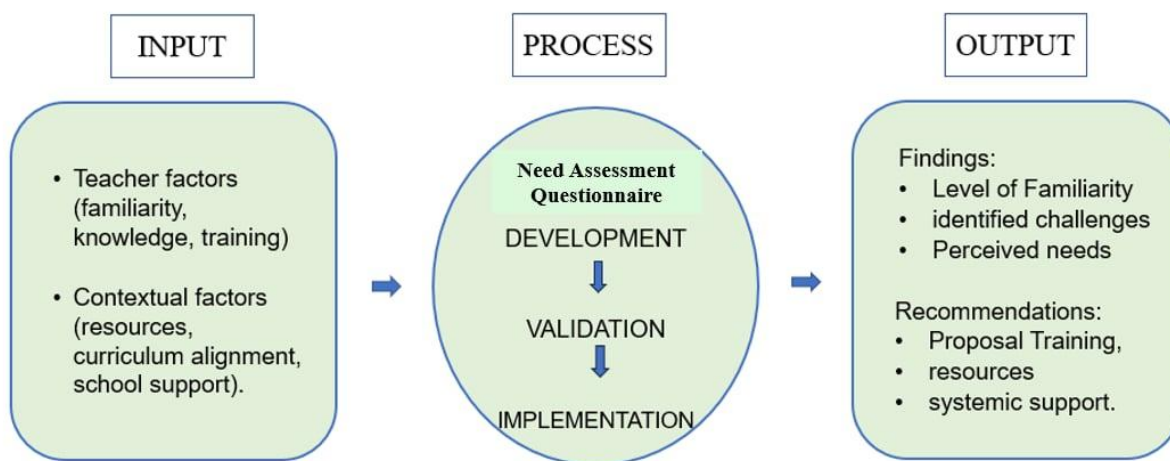 INPUT
• Teacher factors
(familiarity,
knowledge, training)
• Contextual factors
(resources,
curriculum alignment,
school support).
PROCESS
Need Assessment
Questionnaire
DEVELOPMENT
VALIDATION
IMPLEMENTATION
OUTPUT
Findings:
• Level of Familiarity
• identified challenges
• Perceived needs
Recommendations:
• Proposal Training,
• resources
• systemic support.